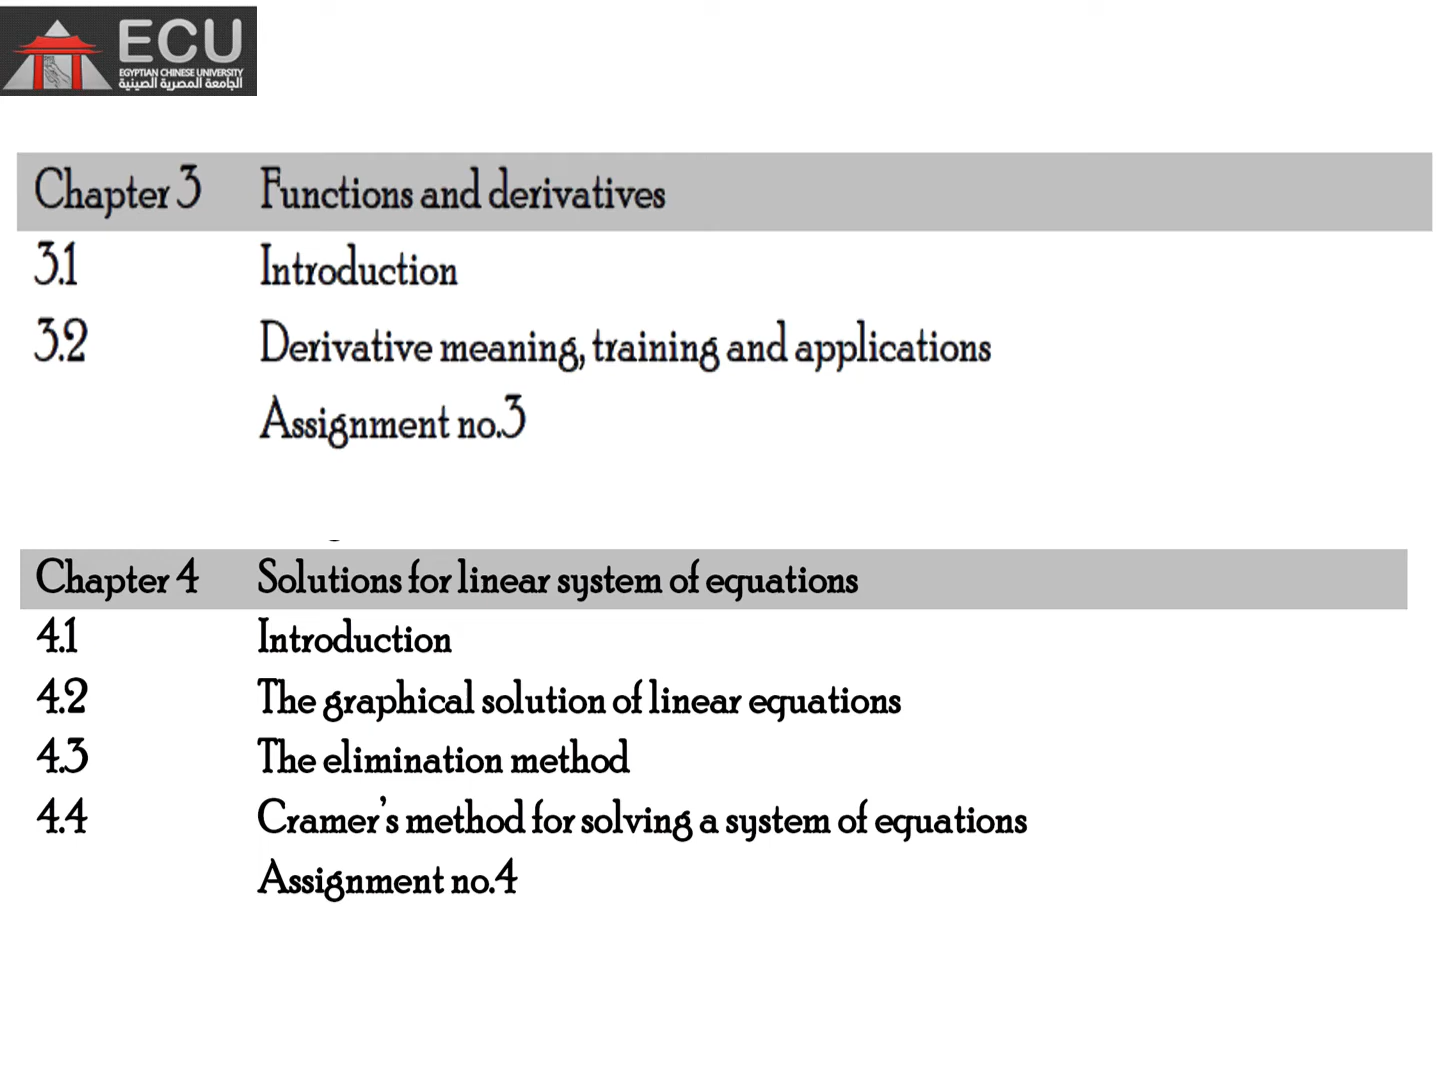 ECU
EGYPTIAN CHINESE UNIVERSITY
الجامعة المصرية الصينية
Chapter 3 Functions and derivatives
3.1 Introduction
3.2 Derivative meaning, training and applications
Assignment no.3
Chapter 4 Solutions for linear system of equations
4.1 Introduction
4.2 The graphical solution of linear equations
4.3 The elimination method
4.4 Cramer's method for solving a system of equations
Assignment no.4